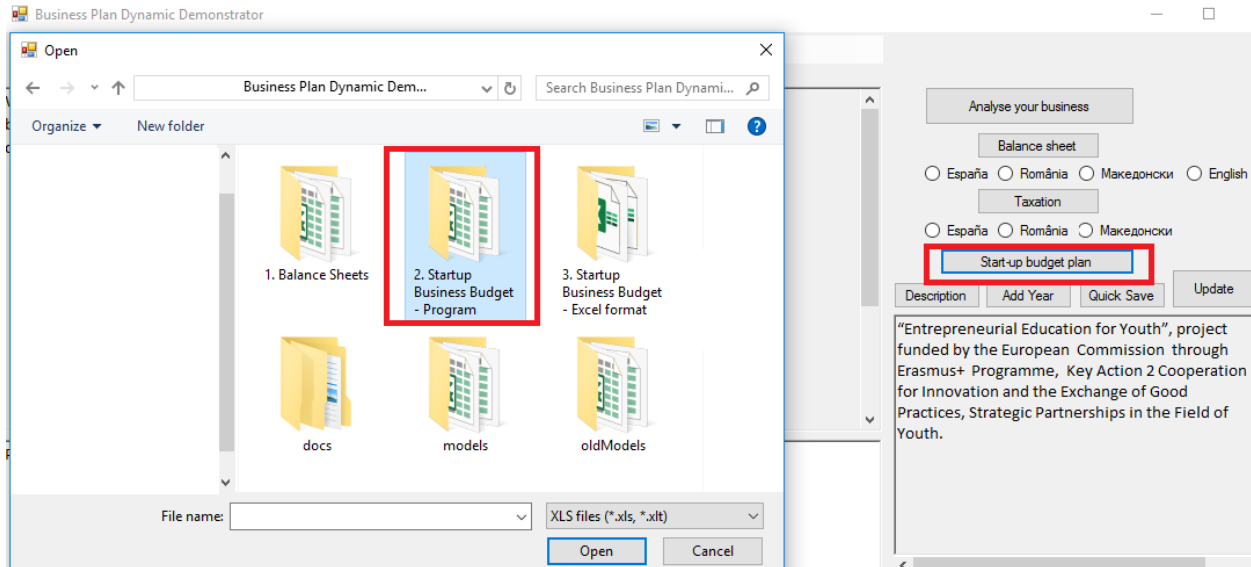 Business Plan Dynamic Demonstrator
Open
Business Plan Dynamic Dem...
Search Business Plan Dynami...
Organize
New folder
1. Balance Sheets
2. Startup
Business Budget
- Program
3. Startup
Business Budget
- Excel format
docs
models
oldModels
File name:
XLS files (*.xls, *.xlt)
Open
Cancel
Analyse your business
Balance sheet
España
România
Македонски
English
Taxation
España
România
Македонски
Start-up budget plan
Description
Add Year
Quick Save
Update
“Entrepreneurial Education for Youth”, project
funded by the European Commission through
Erasmus+ Programme, Key Action 2 Cooperation
for Innovation and the Exchange of Good
Practices, Strategic Partnerships in the Field of
Youth.